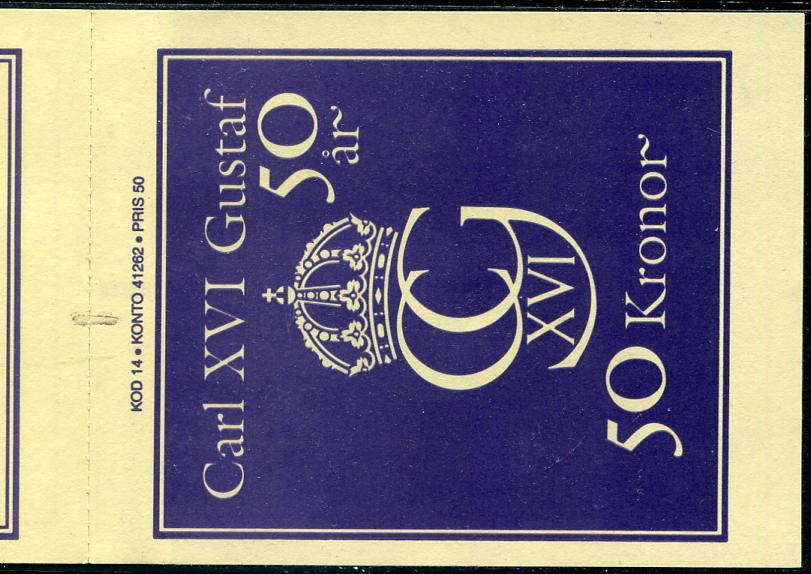 KOD 14 • KONTO 41262 • PRIS 50
Carl XVI Gustaf
50
år
CG
XVI
50 Kronor